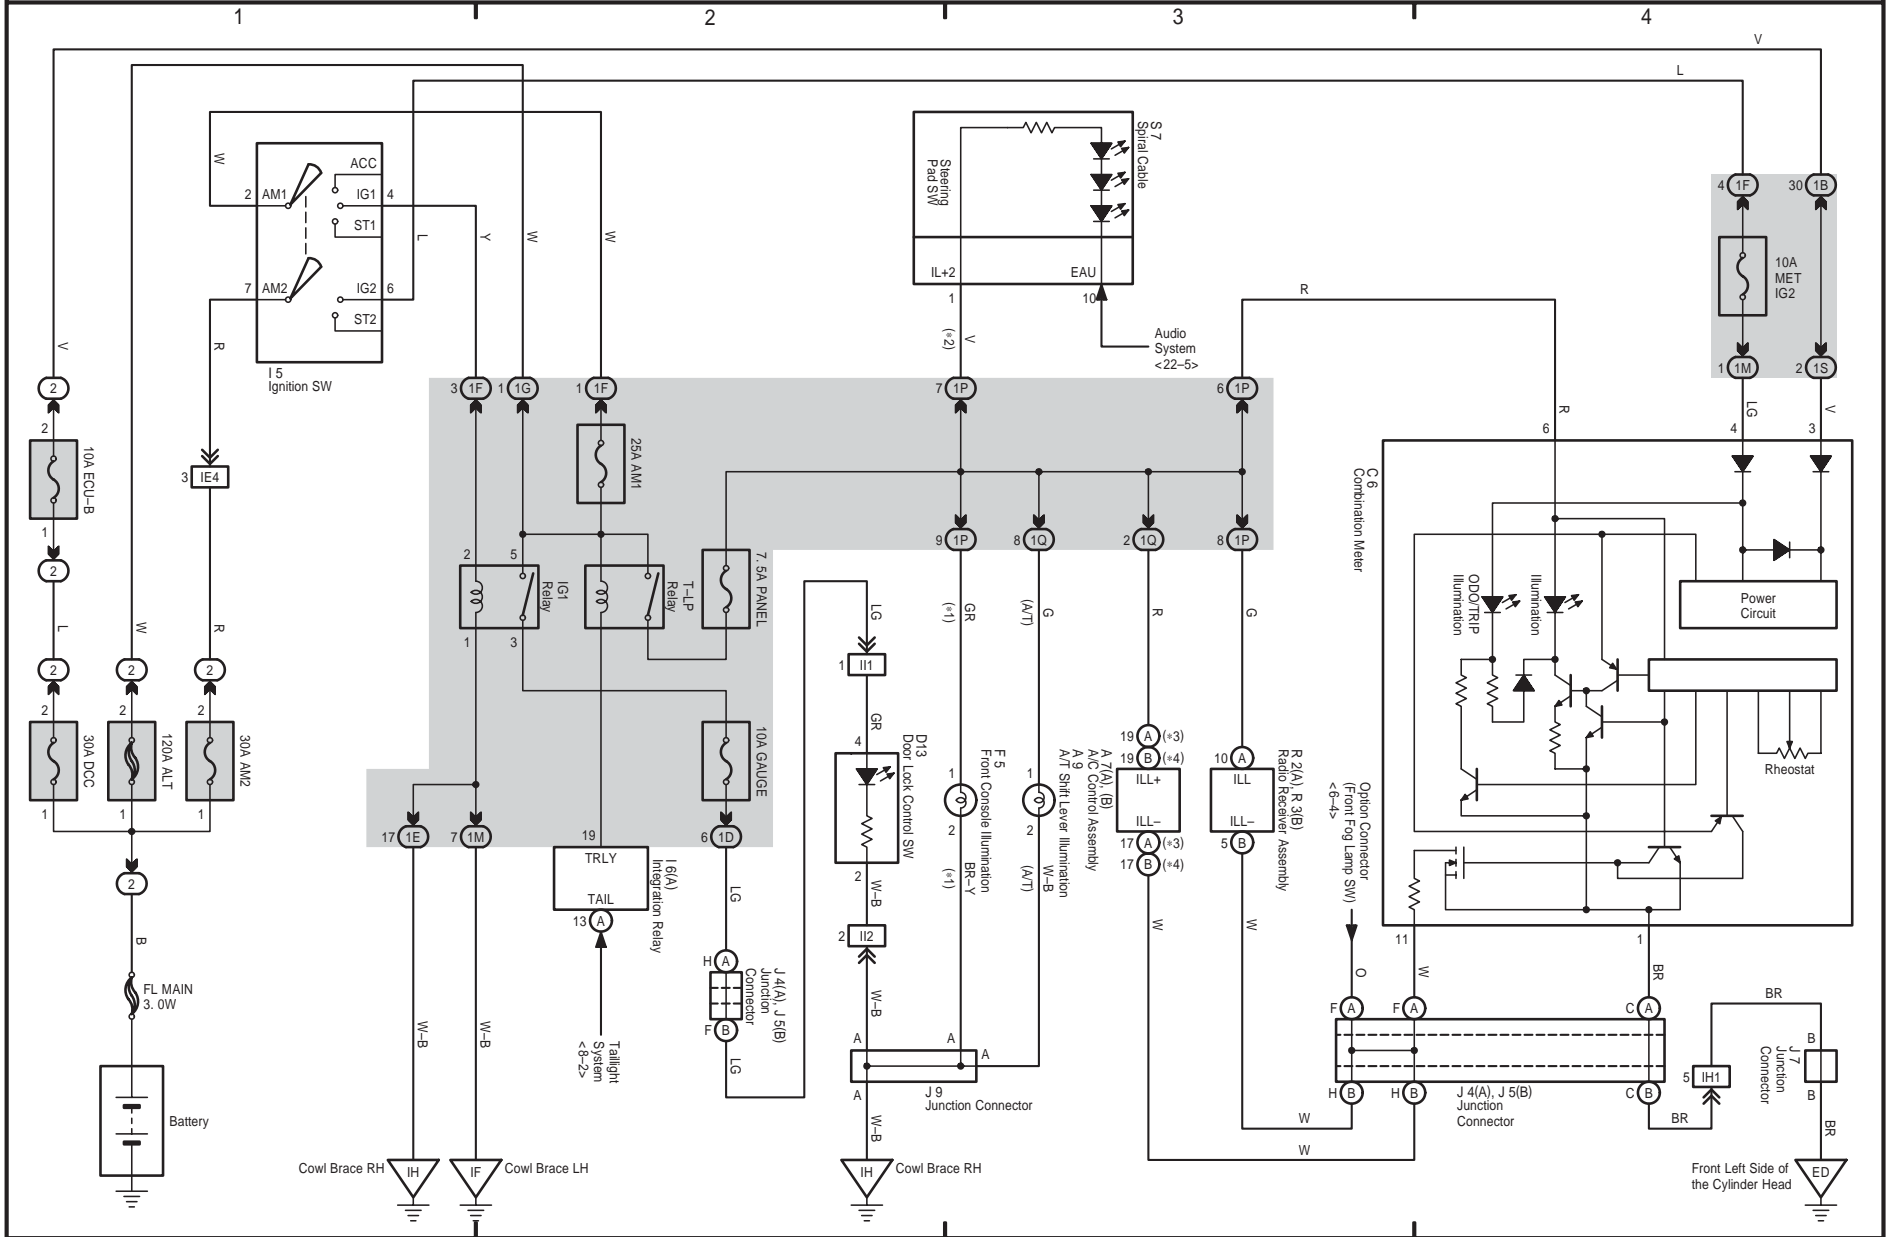 1
2
3
4
V
L
W
2
AM1
ACC
IG1
4
ST1
7
AM2
IG2
6
ST2
I 5
Ignition SW
L
Y
W
W
V
R
Steering
Pad SW
S 7
Spiral Cable
IL+2
EAU
1
10
(*2)
V
Audio
System
<22–5>
R
R
6
4
1F
30
1B
10A
MET
IG2
1
1M
2
1S
LG
V
4
3
2
2
10A ECU–B
1
2
L
W
R
3
IE4
2
2
2
2
2
2
30A DCC
120A ALT
30A AM2
1
1
1
2
B
FL MAIN
3. 0W
Battery
3
1F
1
1G
1
1F
7
1P
6
1P
25A AM1
2
5
IG1
Relay
1
3
T–LP
Relay
7. 5A PANEL
10A GAUGE
9
1P
8
1Q
2
1Q
8
1P
17
1E
7
1M
19
6
1D
TRLY
TAIL
13
A
I 6(A)
Integration Relay
Taillight
System
<8–2>
W–B
W–B
LG
H
A
F
B
J 4(A), J 5(B)
Junction
Connector
LG
LG
1
II1
GR
4
D13
Door Lock Control SW
2
W–B
2
II2
W–B
GR
(*1)
G
(A/T)
R
G
1
2
F 5
Front Console Illumination
BR–Y
(*1)
1
2
A 9
A/T Shift Lever Illumination
W–B
(A/T)
19
A
(*3)
19
B
(*4)
ILL+
ILL–
17
A
(*3)
17
B
(*4)
A 7(A), (B)
A/C Control Assembly
W
10
A
ILL
ILL–
5
B
R 2(A), R 3(B)
Radio Receiver Assembly
W
Option Connector
(Front Fog Lamp SW)
<6–4>
O
C 6
Combination Meter
ODO/TRIP
Illumination
Illumination
Power
Circuit
Rheostat
11
1
W
BR
A
A
A
J 9
Junction Connector
A
W–B
F
A
F
A
C
A
H
B
H
B
C
B
J 4(A), J 5(B)
Junction
Connector
W
W
BR
5
IH1
BR
B
J 7
Junction
Connector
B
BR
Cowl Brace RH
IH
IF
Cowl Brace LH
IH
Cowl Brace RH
Front Left Side of
the Cylinder Head
ED